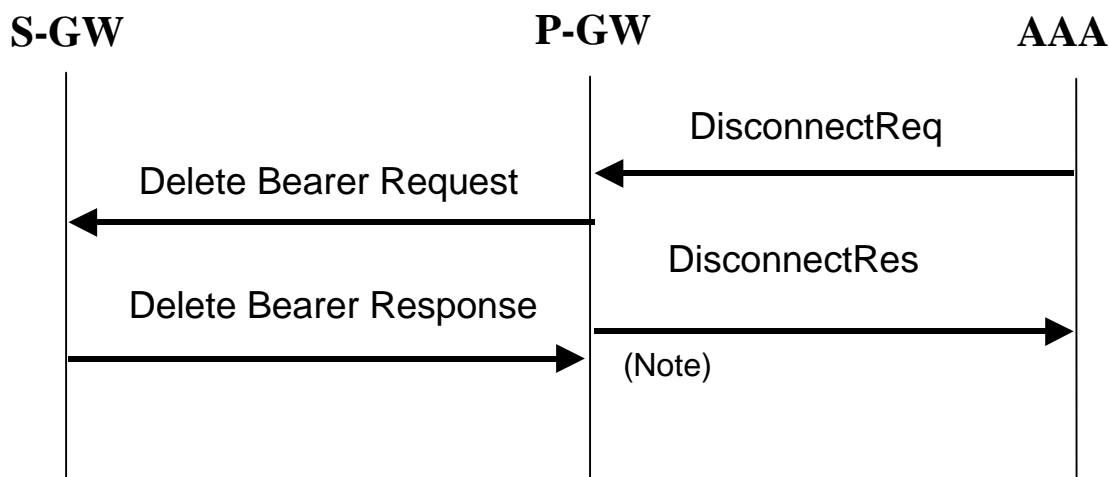 S-GW
P-GW
AAA
DisconnectReq
Delete Bearer Request
DisconnectRes
Delete Bearer Response
(Note)